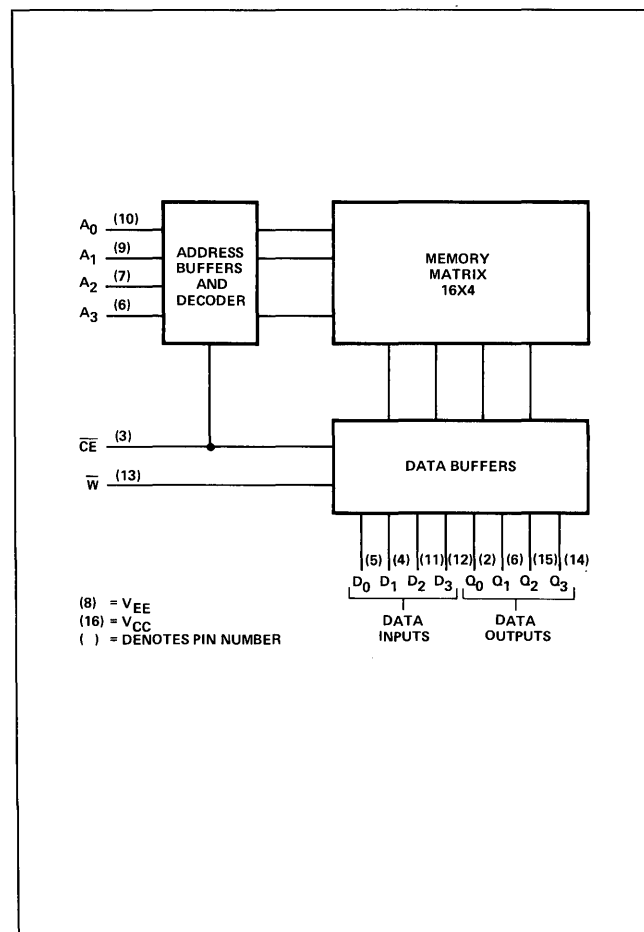 A0 (10)
A1 (9)
A2 (7)
A3 (6)
ADDRESS
BUFFERS
AND
DECODER
MEMORY
MATRIX
16X4
CE (3)
W (13)
DATA BUFFERS
(5) (4) (11) (12) (2) (6) (15) (14)
D0 D1 D2 D3 Q0 Q1 Q2 Q3
DATA
INPUTS
DATA
OUTPUTS
(8) = VEE
(16) = VCC
( ) = DENOTES PIN NUMBER